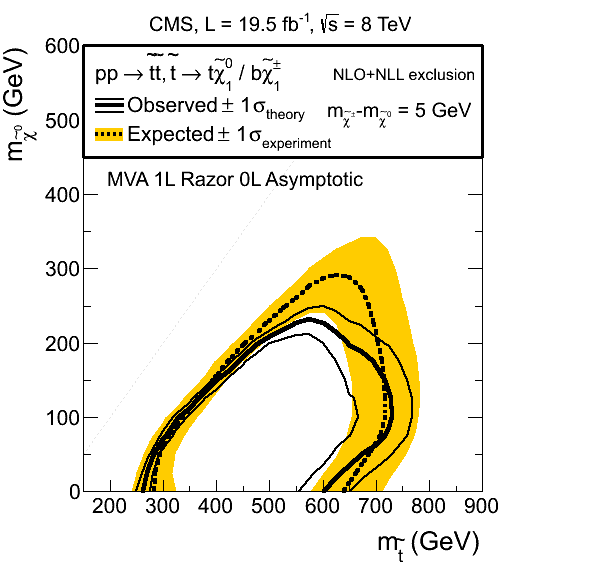 CMS, L = 19.5 fb⁻¹, √s = 8 TeV
pp → t̃t̃, t̃ → tχ̃⁰₁ / bχ̃±₁
NLO+NLL exclusion
Observed ± 1σtheory
mχ̃±-mχ̃⁰ = 5 GeV
Expected ± 1σexperiment
MVA 1L Razor 0L Asymptotic
mχ̃⁰ (GeV)
600
500
400
300
200
100
0
200 300 400 500 600 700 800 900
mt̃ (GeV)